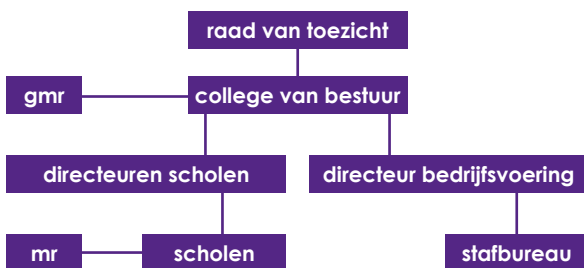 raad van toezicht
gmr
college van bestuur
directeuren scholen
directeur bedrijfsvoering
mr
scholen
stafbureau